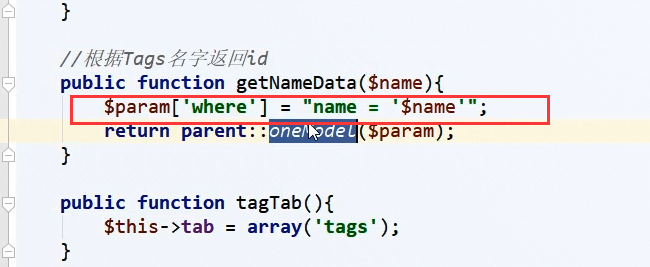 }
//根据Tags名字返回id
public function getNameData($name){
$param['where'] = "name = '$name'";
return parent::oneModel($param);
}
public function tagTab(){
$this->tab = array('tags');
}